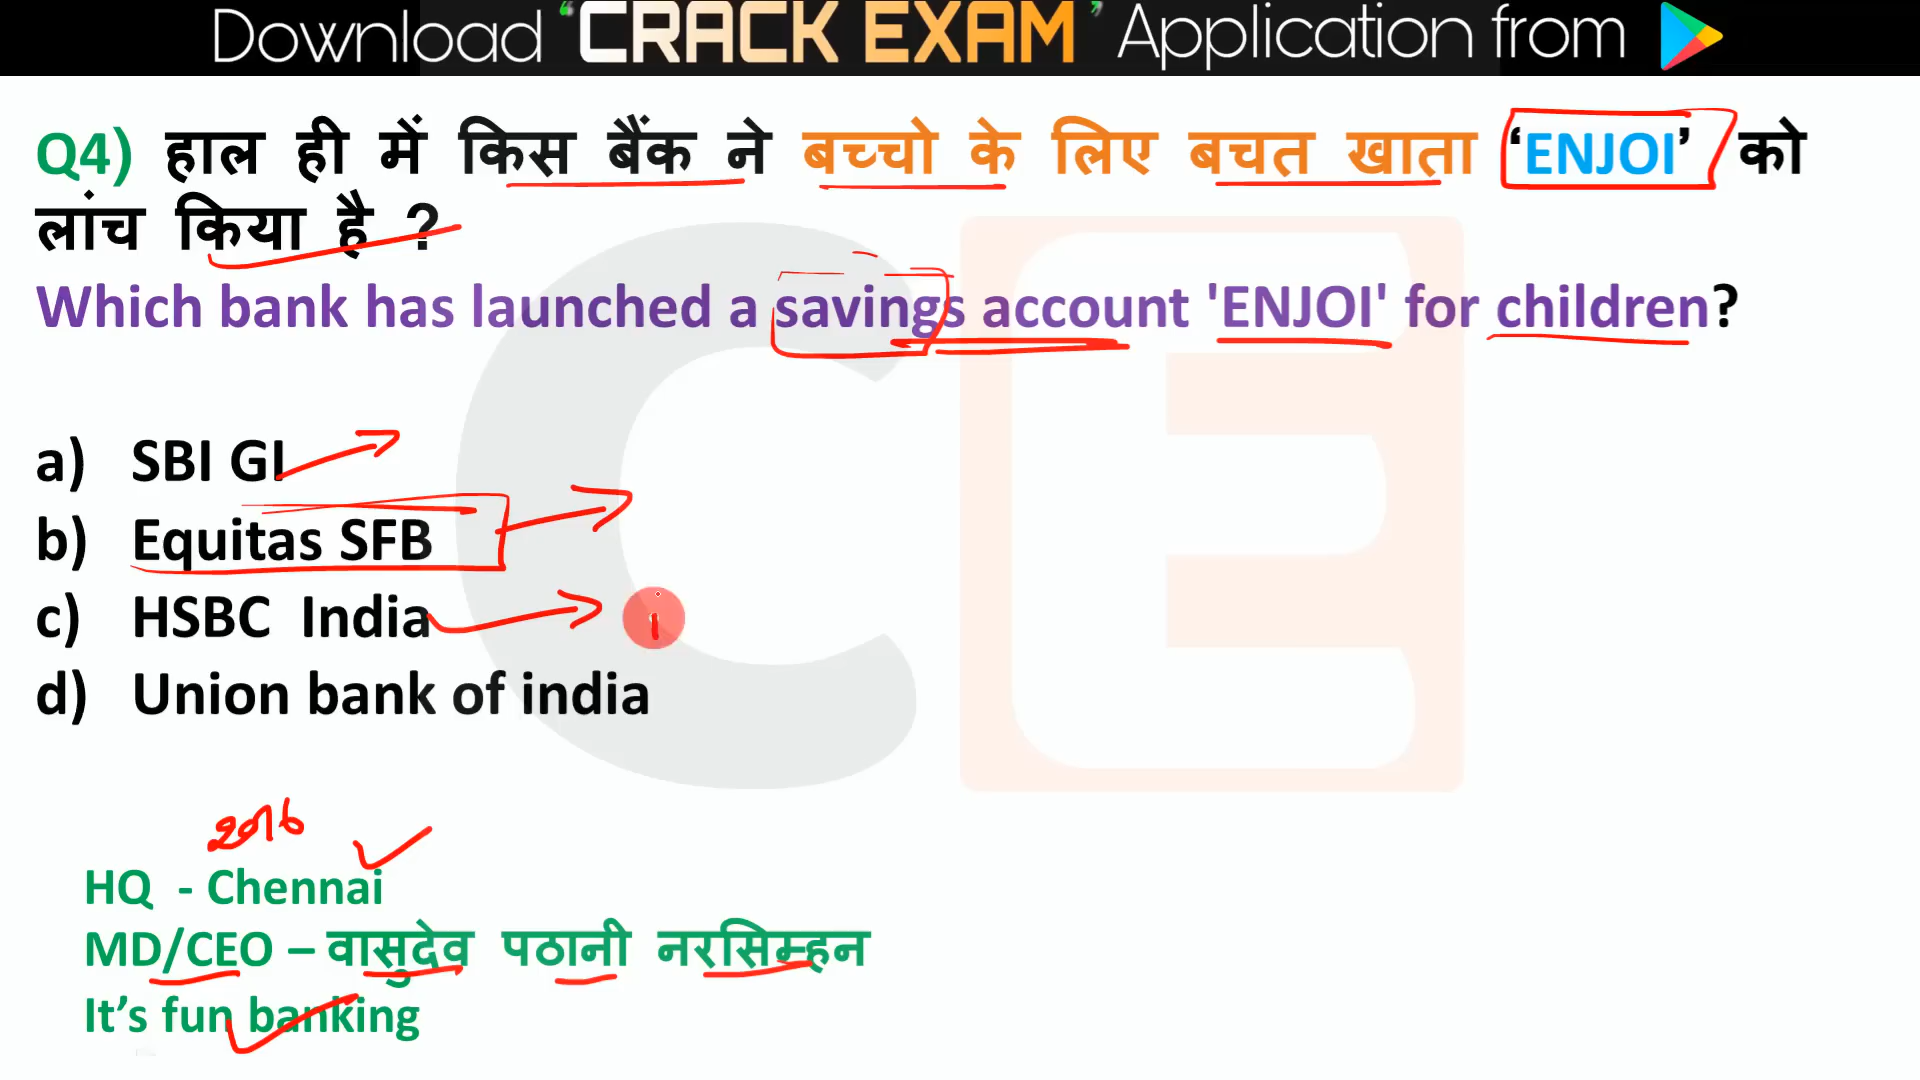 Download ‘CRACK EXAM’ Application from
Q4) हाल ही में किस बैंक ने बच्चो के लिए बचत खाता ‘ENJOI’ को
लांच किया है ?
Which bank has launched a savings account 'ENJOI' for children?
a) SBI GI
b) Equitas SFB
c) HSBC India
d) Union bank of india
2016
HQ - Chennai
MD/CEO – वासुदेव पठानी नरसिम्हन
It’s fun banking